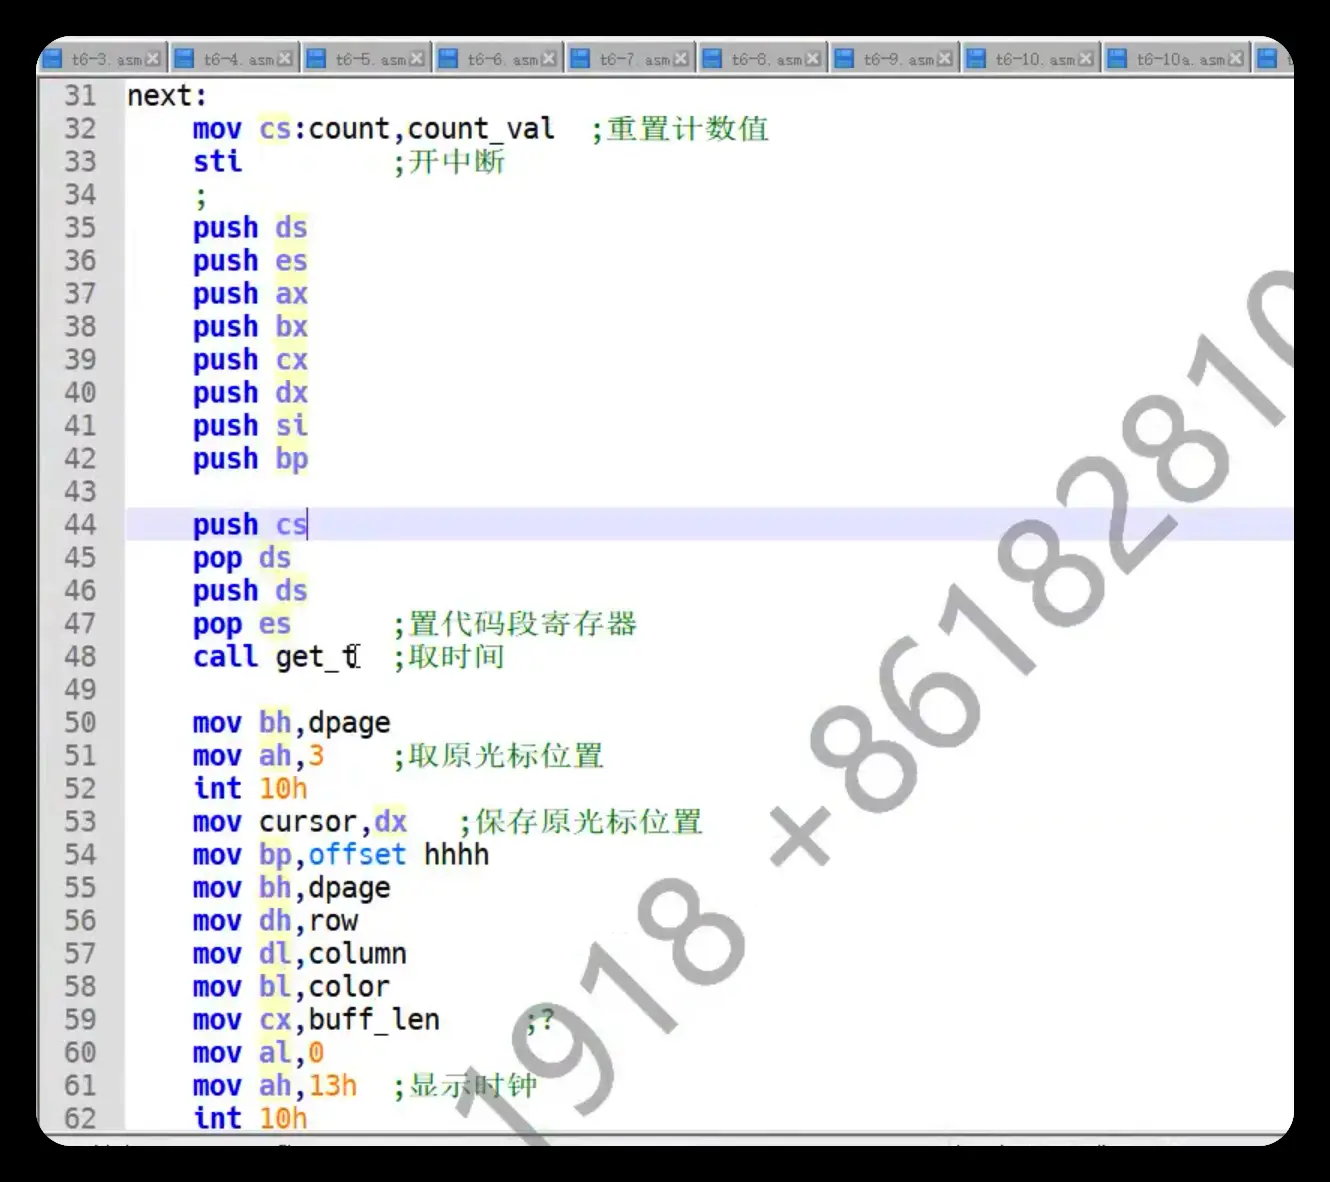 t6-3. asm t6-4. asm t6-5. asm t6-6. asm t6-7. asm t6-8. asm t6-9. asm t6-10. asm t6-10a. asm
31 next:
32 mov cs:count,count_val ;重置计数值
33 sti ;开中断
34 ;
35 push ds
36 push es
37 push ax
38 push bx
39 push cx
40 push dx
41 push si
42 push bp
43
44 push cs
45 pop ds
46 push ds
47 pop es ;置代码段寄存器
48 call get_t ;取时间
49
50 mov bh,dpage
51 mov ah,3 ;取原光标位置
52 int 10h
53 mov cursor,dx ;保存原光标位置
54 mov bp,offset hhhh
55 mov bh,dpage
56 mov dh,row
57 mov dl,column
58 mov bl,color
59 mov cx,buff_len ;?
60 mov al,0
61 mov ah,13h ;显示时钟
62 int 10h
1918 +86182810